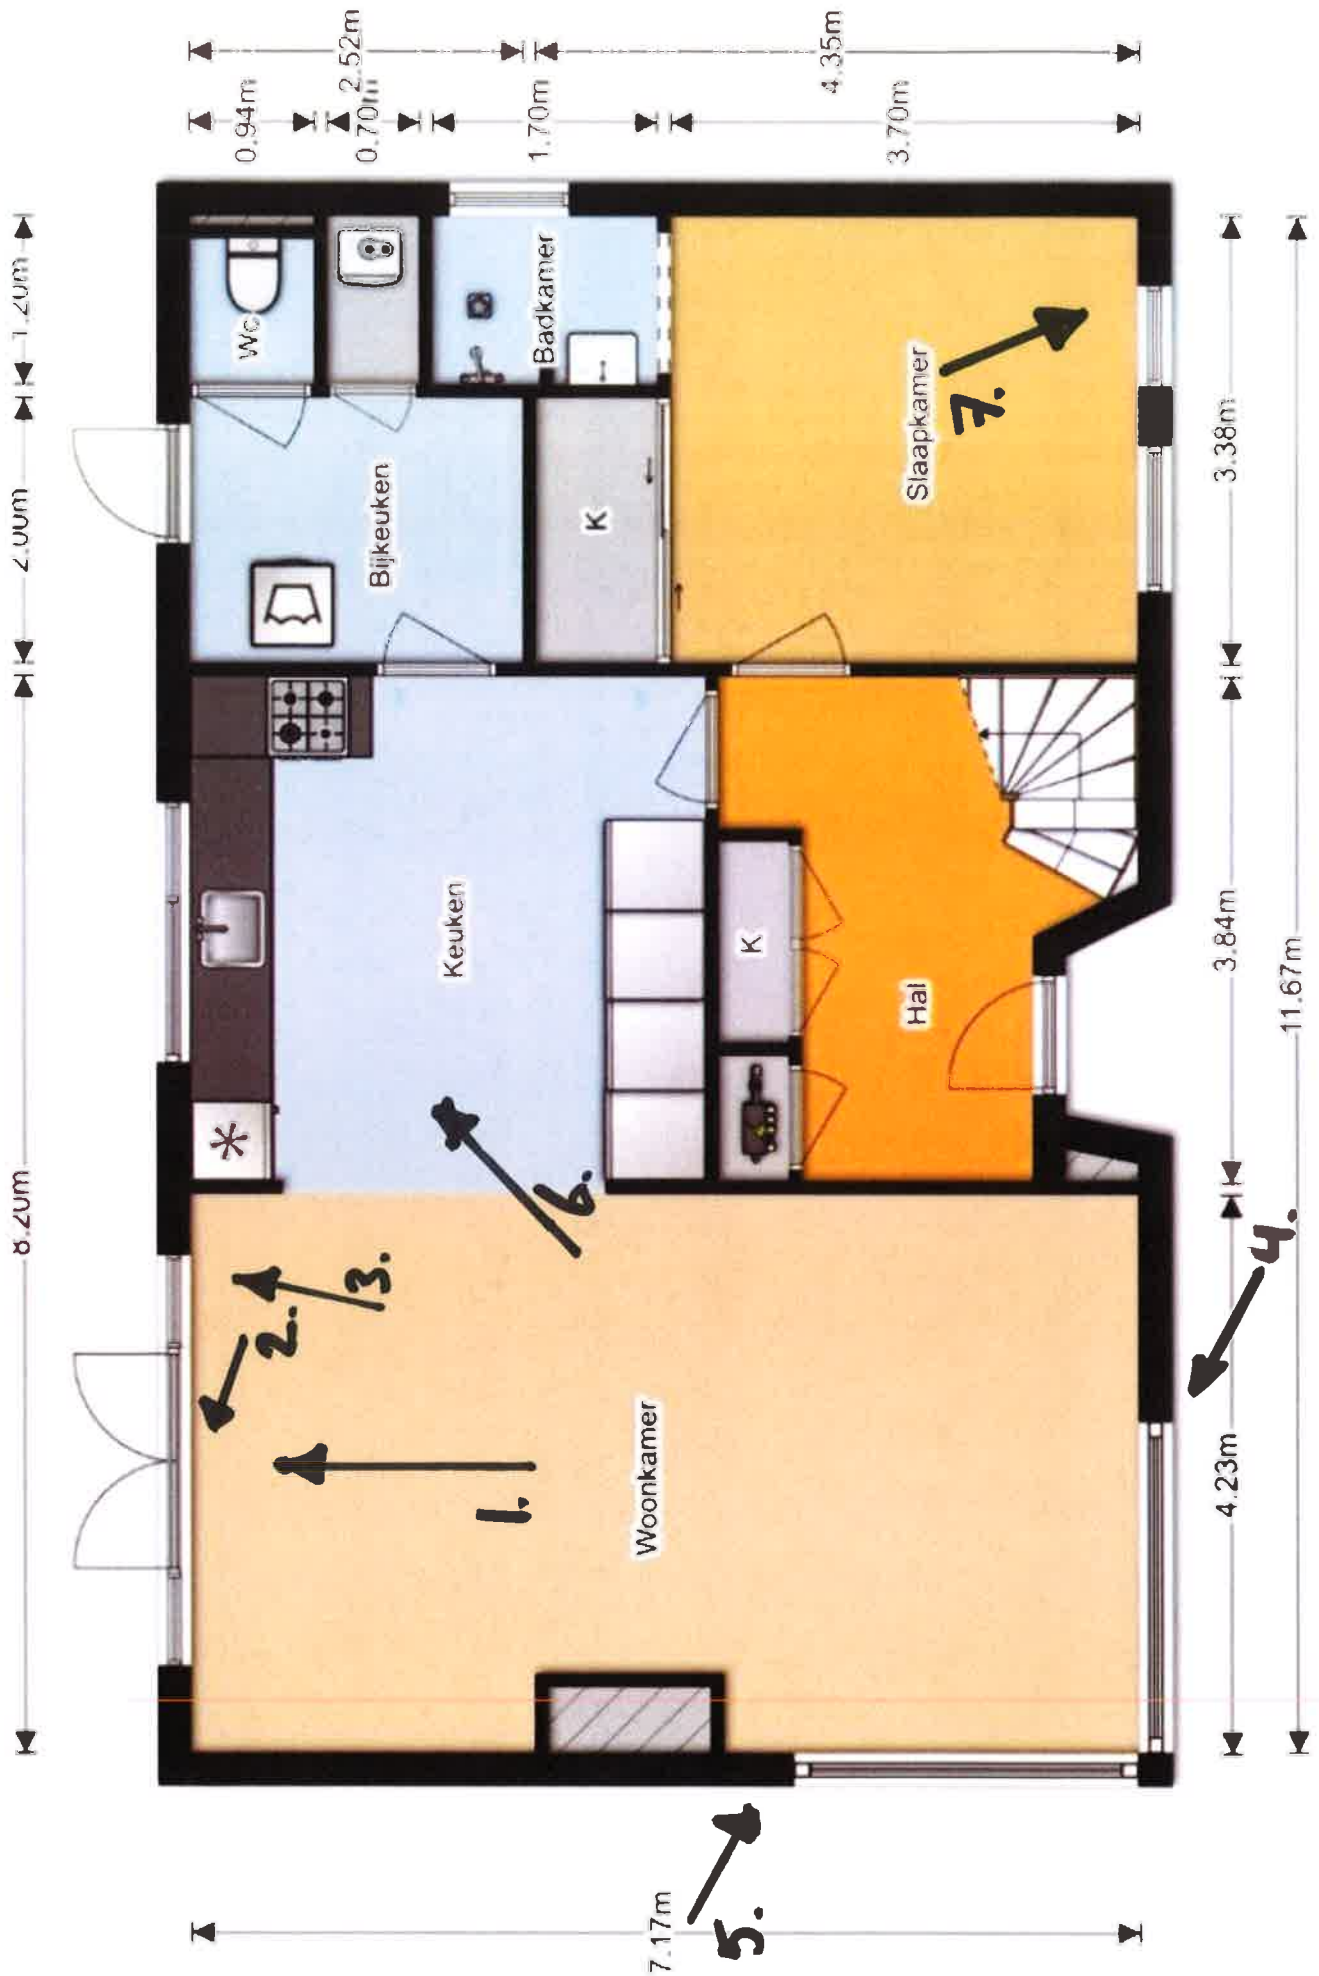 8.20m
2.00m
1.20m
Wc
0.94m
2.
3.
Bijkeuken
0.70m
2.52m
Keuken
1.
Badkamer
1.70m
6.
K
Woonkamer
7.17m
5.
K
4.35m
Hal
Slaapkamer
3.70m
7.
4.23m
3.84m
3.38m
4.
11.67m